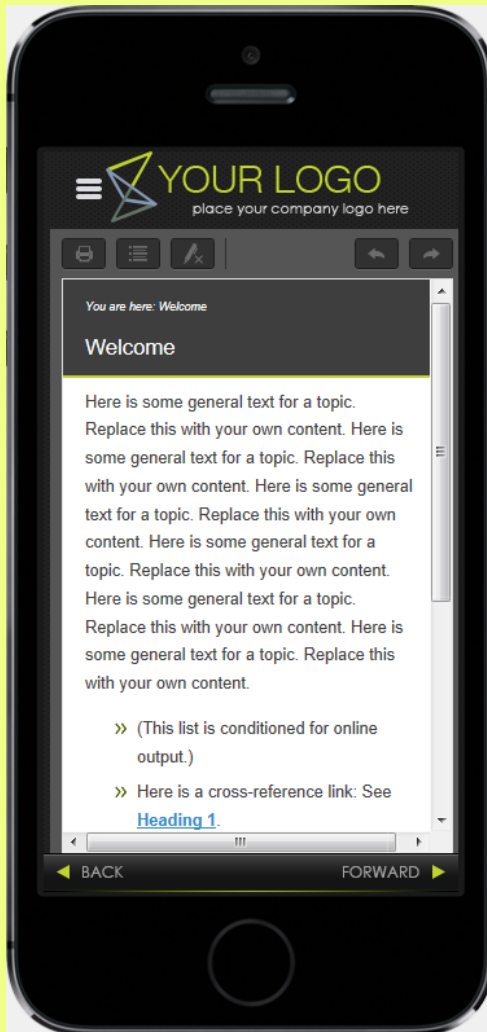 YOUR LOGO
place your company logo here
You are here: Welcome
Welcome
Here is some general text for a topic.
Replace this with your own content. Here is
some general text for a topic. Replace this
with your own content. Here is some general
text for a topic. Replace this with your own
content. Here is some general text for a
topic. Replace this with your own content.
Here is some general text for a topic.
Replace this with your own content. Here is
some general text for a topic. Replace this
with your own content.
(This list is conditioned for online
output.)
Here is a cross-reference link: See
Heading 1.
BACK FORWARD